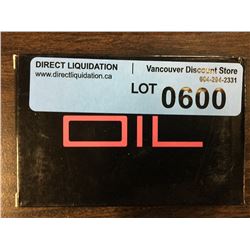 DIRECT LIQUIDATION
www.directliquidation.ca
Vancouver Discount Store
604-294-2331
LOT 0600
OIL